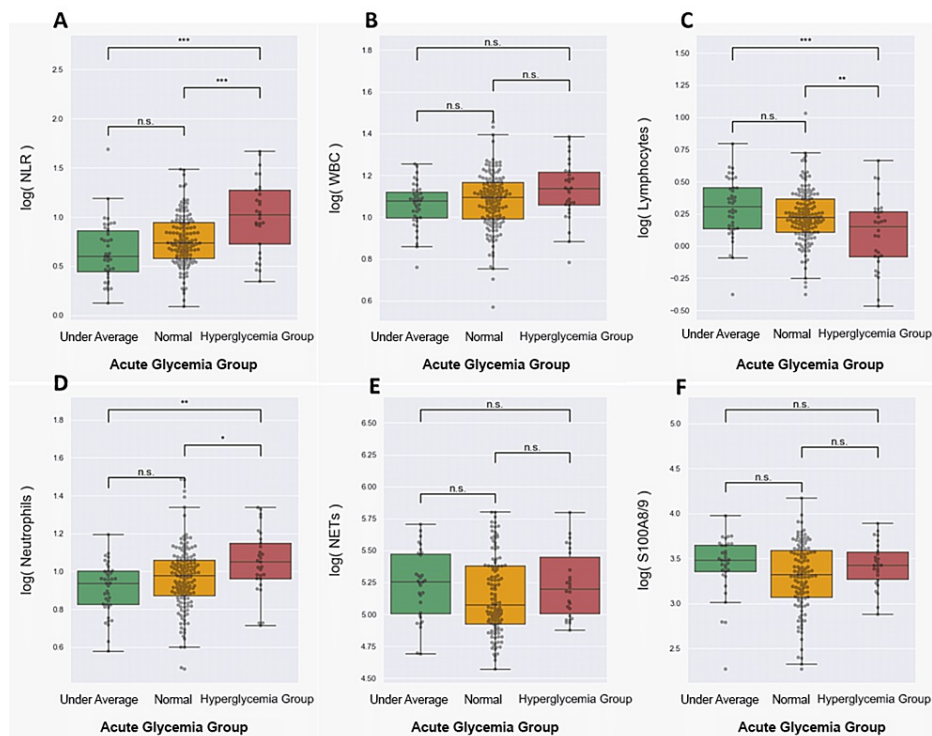 A
log( NLR )
2.5
2.0
1.5
1.0
0.5
0.0
***
***
n.s.
Under Average Normal Hyperglycemia Group
Acute Glycemia Group
B
log( WBC )
1.8
1.6
1.4
1.2
1.0
0.8
0.6
n.s.
n.s.
n.s.
Under Average Normal Hyperglycemia Group
Acute Glycemia Group
C
log( Lymphocytes )
1.50
1.25
1.00
0.75
0.50
0.25
0.00
−0.25
−0.50
***
**
n.s.
Under Average Normal Hyperglycemia Group
Acute Glycemia Group
D
log( Neutrophils )
1.8
1.6
1.4
1.2
1.0
0.8
0.6
**
*
n.s.
Under Average Normal Hyperglycemia Group
Acute Glycemia Group
E
log( NETs )
6.50
6.25
6.00
5.75
5.50
5.25
5.00
4.75
4.50
n.s.
n.s.
n.s.
Under Average Normal Hyperglycemia Group
Acute Glycemia Group
F
log( S100A8/9 )
5.0
4.5
4.0
3.5
3.0
2.5
n.s.
n.s.
n.s.
Under Average Normal Hyperglycemia Group
Acute Glycemia Group